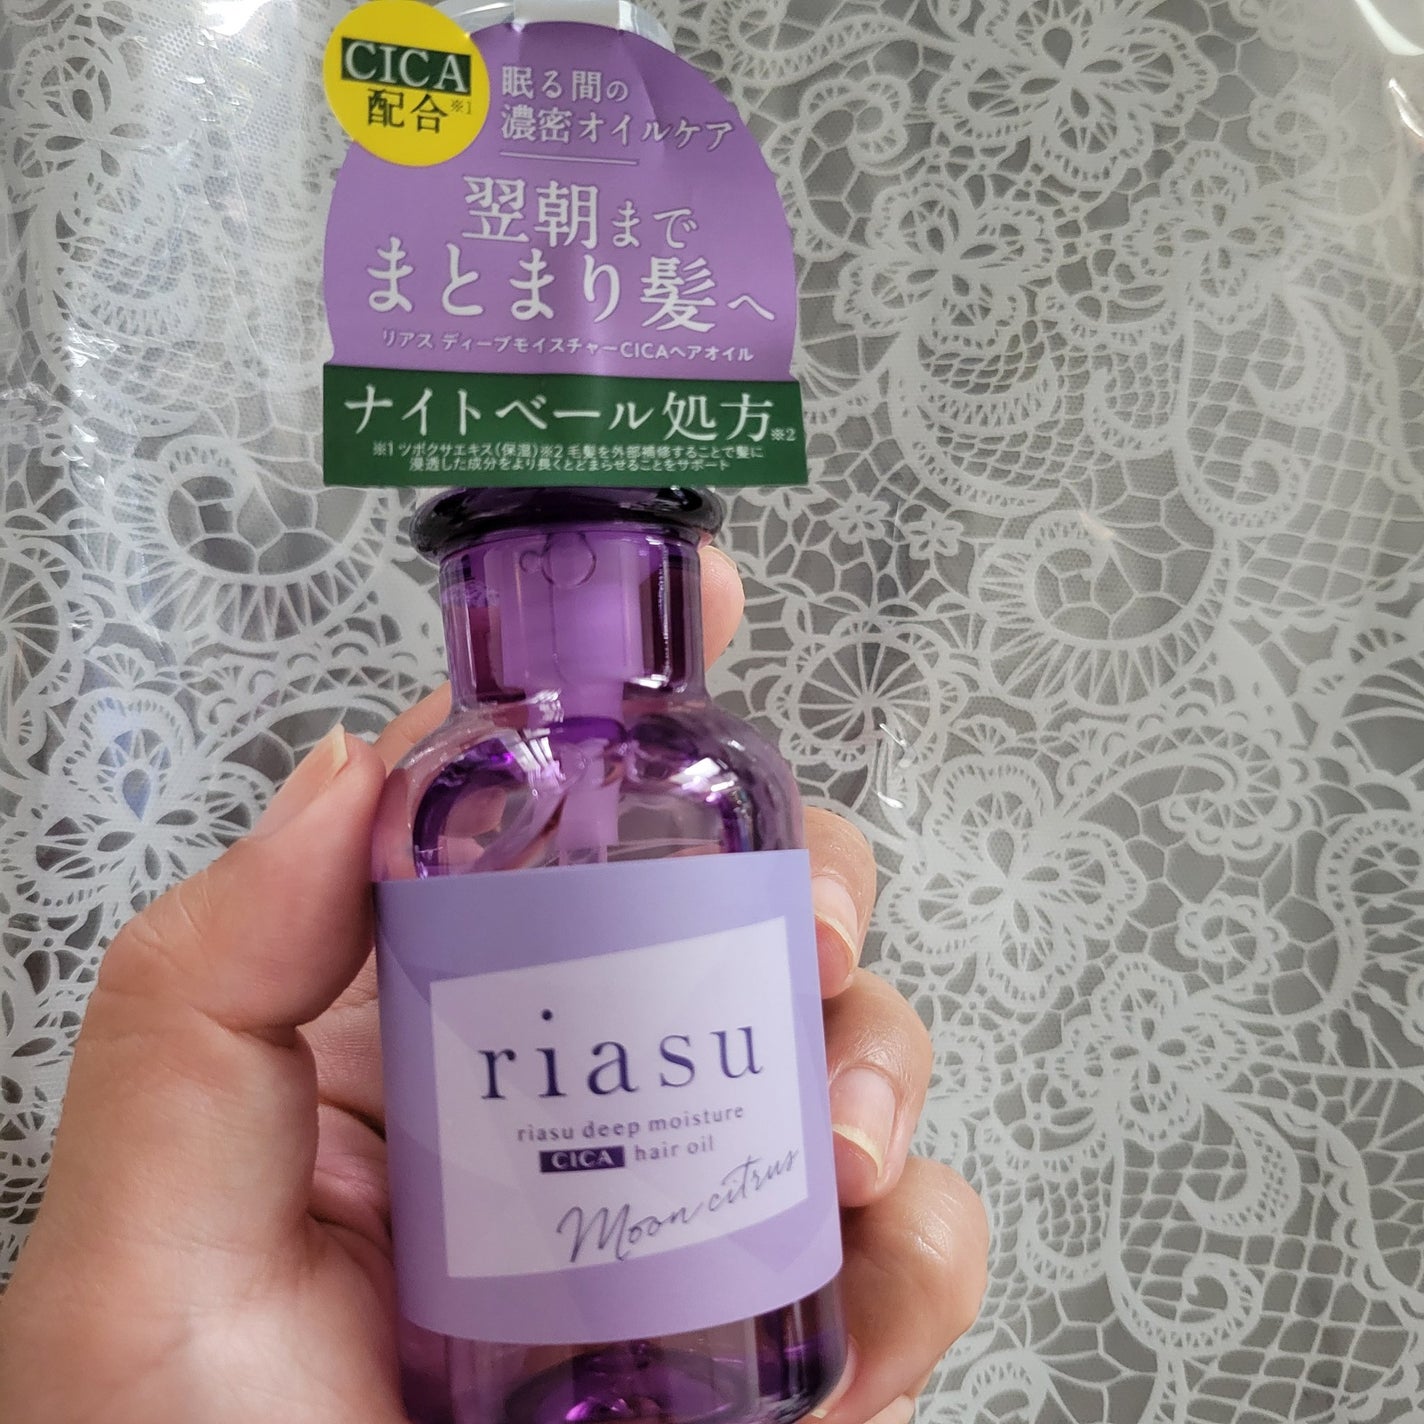 CICA
配合※1
眠る間の
濃密オイルケア
翌朝まで
まとまり髪へ
リアス ディープモイスチャーCICAヘアオイル
ナイトベール処方※2
※1 ツボクサエキス(保湿)※2 毛髪を外部補修することで髪に
浸透した成分をより長くとどまらせることをサポート
riasu
riasu deep moisture
CICA hair oil
Moon citrus